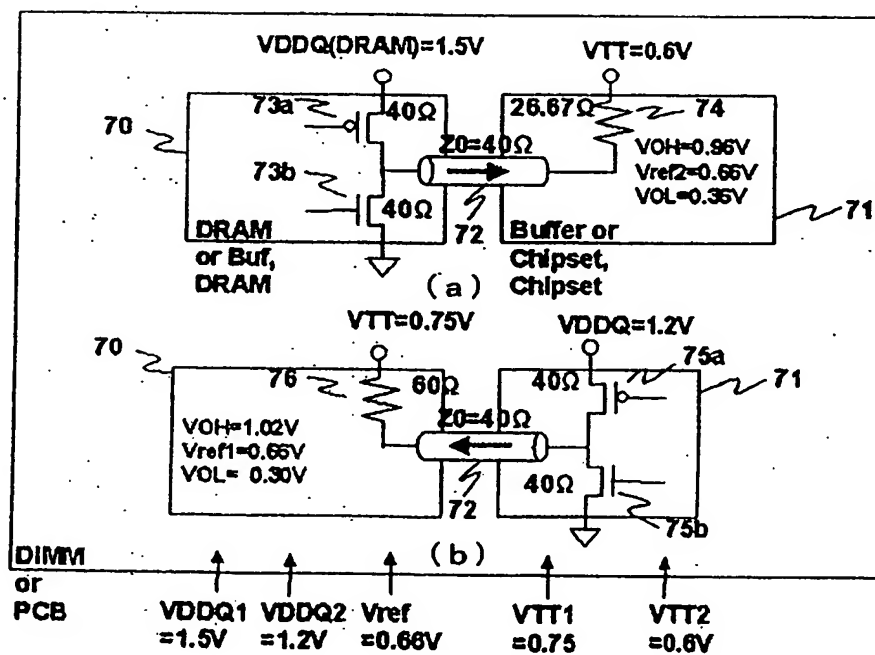 VDDQ(DRAM)=1.5V
VTT=0.6V
70
73a
40Ω
26.67Ω
74
Z0=40Ω
VOH=0.96V
Vref2=0.66V
VOL=0.36V
73b
40Ω
72
71
DRAM
or Buf,
DRAM
Buffer or
Chipset,
Chipset
(a)
VTT=0.75V
VDDQ=1.2V
70
76
60Ω
40Ω
75a
71
Z0=40Ω
VOH=1.02V
Vref1=0.66V
VOL= 0.30V
72
40Ω
75b
(b)
DIMM
or
PCB
VDDQ1
=1.5V
VDDQ2
=1.2V
Vref
=0.66V
VTT1
=0.75
VTT2
=0.6V